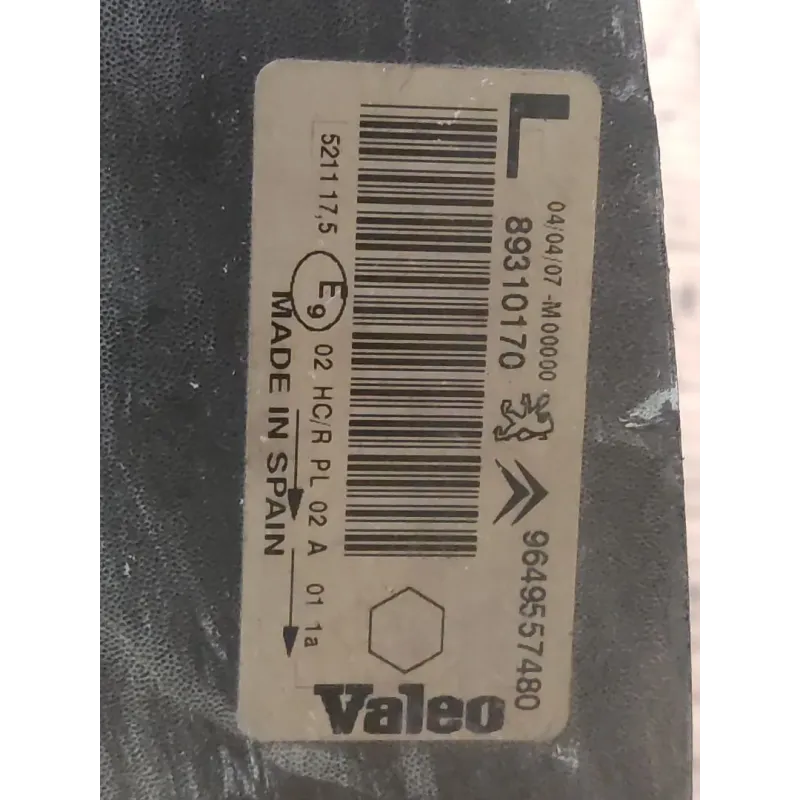 04/04/07 -M00000
L 89310170 9649557480
5211 17,5 E9 02 HC/R PL 02 A 01 1a
MADE IN SPAIN
Valeo